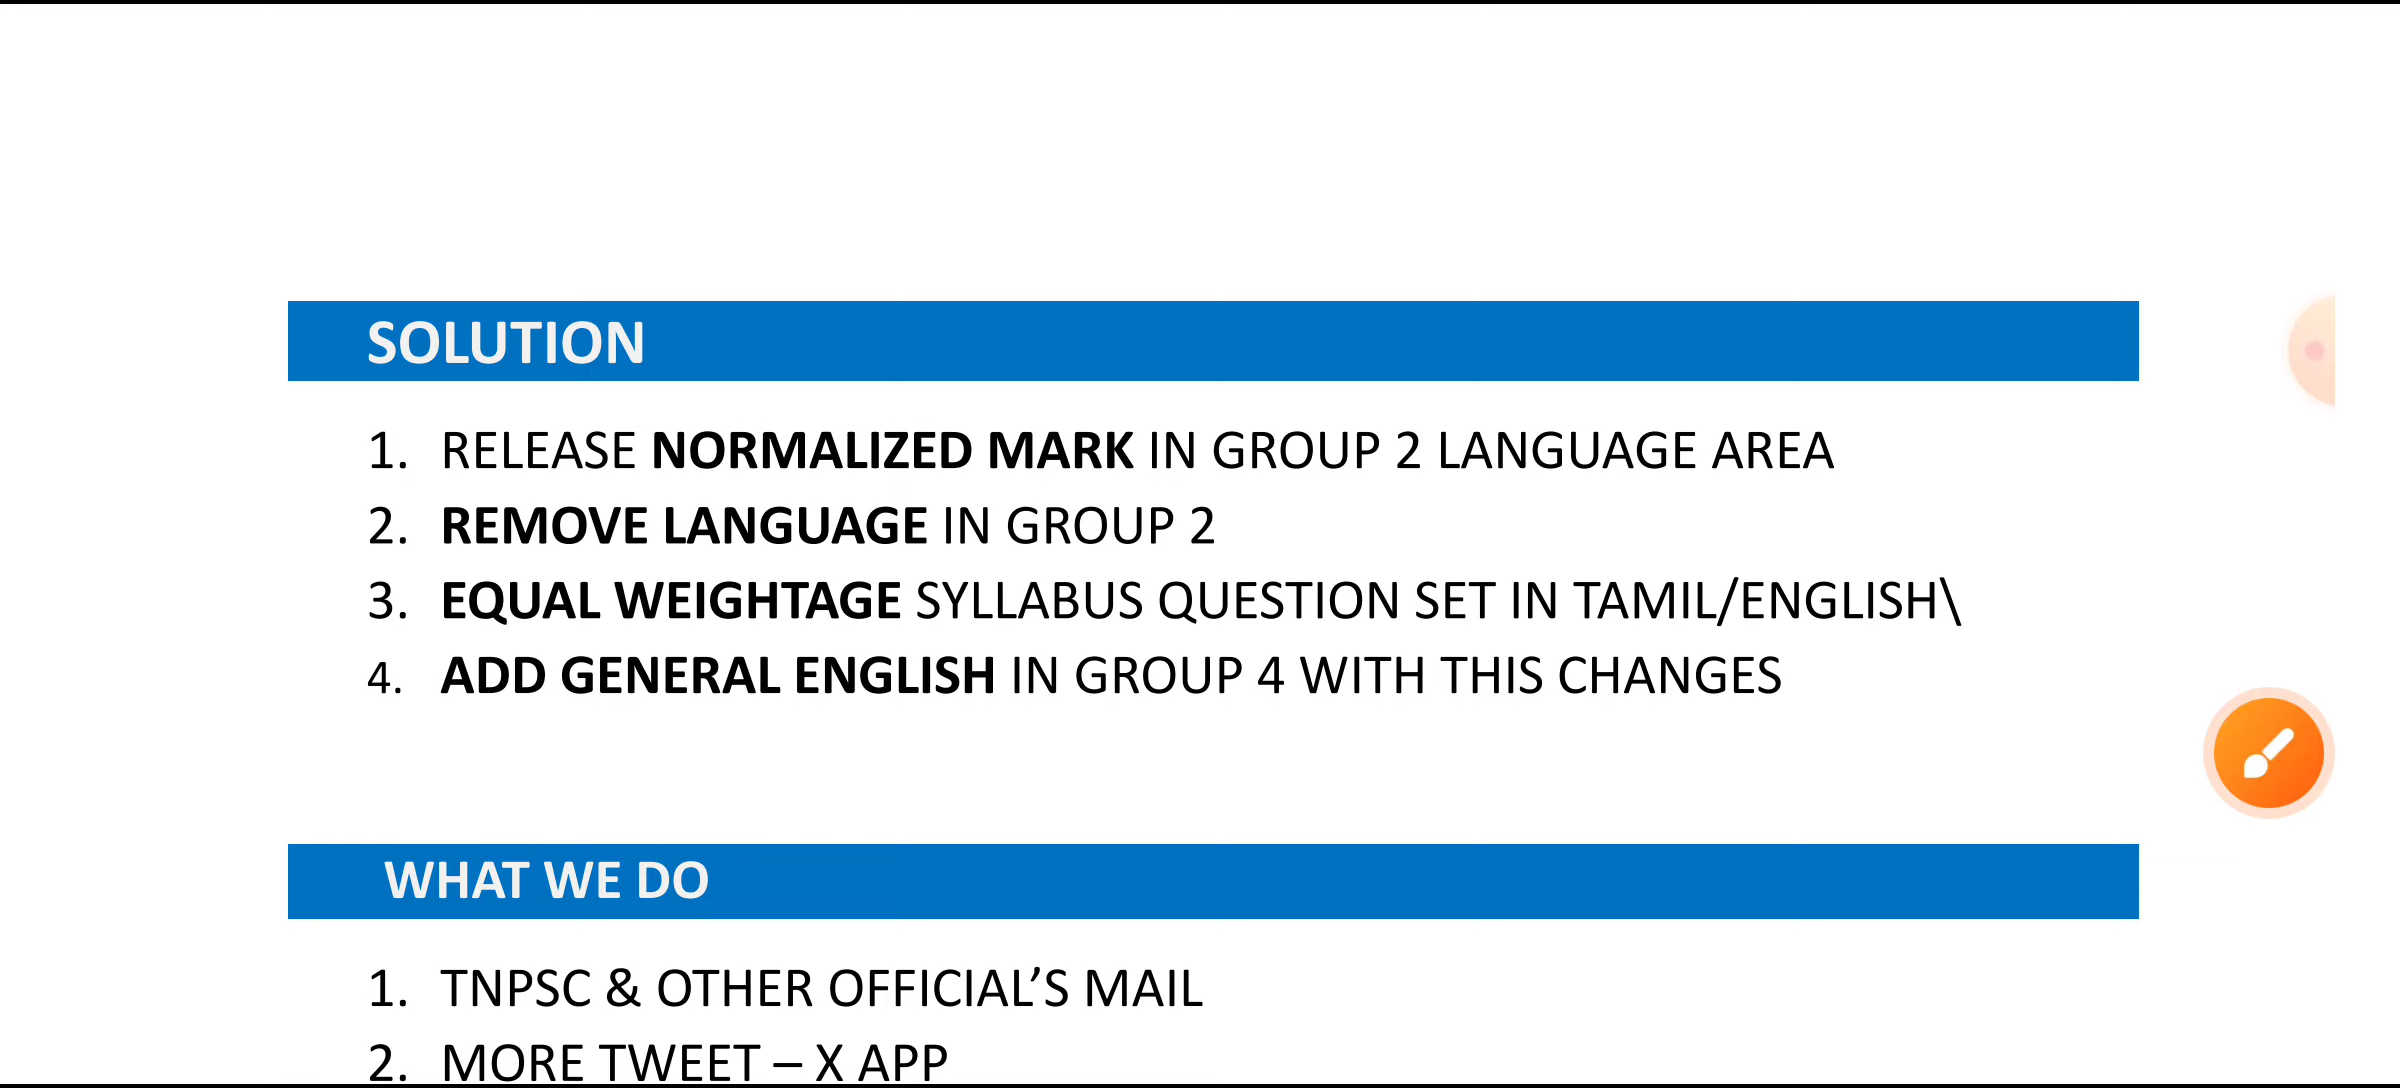 SOLUTION
1. RELEASE NORMALIZED MARK IN GROUP 2 LANGUAGE AREA
2. REMOVE LANGUAGE IN GROUP 2
3. EQUAL WEIGHTAGE SYLLABUS QUESTION SET IN TAMIL/ENGLISH\
4. ADD GENERAL ENGLISH IN GROUP 4 WITH THIS CHANGES
WHAT WE DO
1. TNPSC & OTHER OFFICIAL’S MAIL
2. MORE TWEET – X APP